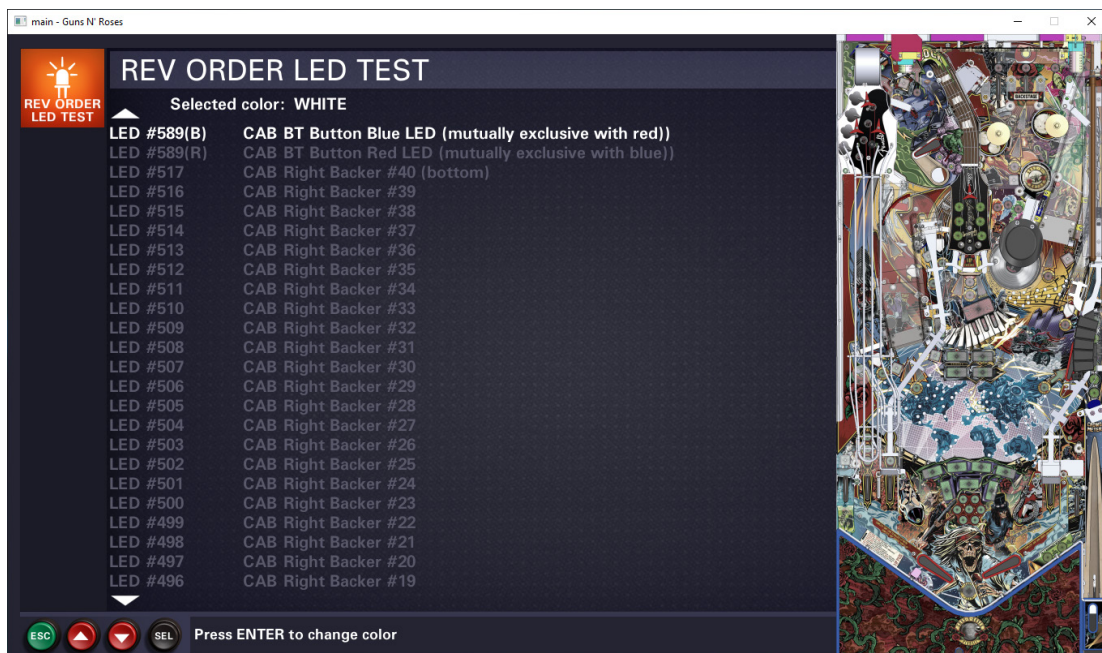 main - Guns N' Roses
REV ORDER LED TEST
REV ORDER
LED TEST
Selected color: WHITE
LED #589(B) CAB BT Button Blue LED (mutually exclusive with red))
LED #589(R) CAB BT Button Red LED (mutually exclusive with blue))
LED #517 CAB Right Backer #40 (bottom)
LED #516 CAB Right Backer #39
LED #515 CAB Right Backer #38
LED #514 CAB Right Backer #37
LED #513 CAB Right Backer #36
LED #512 CAB Right Backer #35
LED #511 CAB Right Backer #34
LED #510 CAB Right Backer #33
LED #509 CAB Right Backer #32
LED #508 CAB Right Backer #31
LED #507 CAB Right Backer #30
LED #506 CAB Right Backer #29
LED #505 CAB Right Backer #28
LED #504 CAB Right Backer #27
LED #503 CAB Right Backer #26
LED #502 CAB Right Backer #25
LED #501 CAB Right Backer #24
LED #500 CAB Right Backer #23
LED #499 CAB Right Backer #22
LED #498 CAB Right Backer #21
LED #497 CAB Right Backer #20
LED #496 CAB Right Backer #19
ESC
SEL
Press ENTER to change color
BACKSTAGE